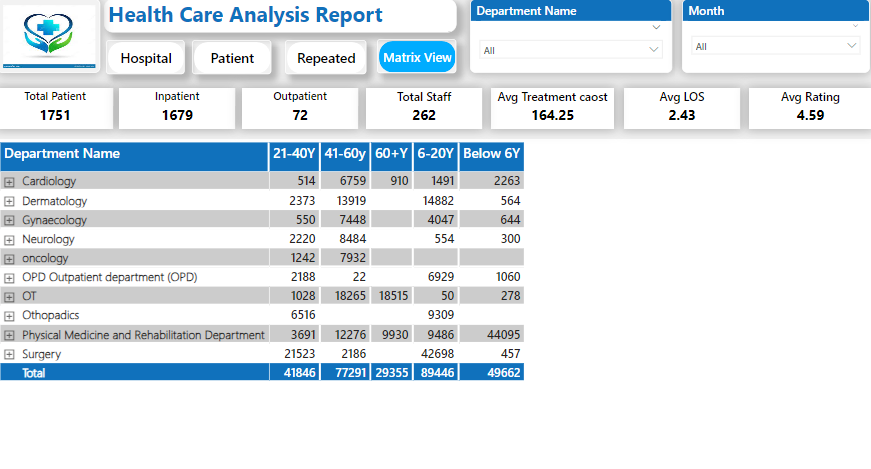 Health Care Analysis Report
Department Name
Month
All
All
Hospital Patient Repeated Matrix View
Total Patient Inpatient Outpatient Total Staff Avg Treatment caost Avg LOS Avg Rating
1751 1679 72 262 164.25 2.43 4.59
Department Name 21-40Y 41-60y 60+Y 6-20Y Below 6Y
Cardiology 514 6759 910 1491 2263
Dermatology 2373 13919 14882 564
Gynaecology 550 7448 4047 644
Neurology 2220 8484 554 300
oncology 1242 7932
OPD Outpatient department (OPD) 2188 22 6929 1060
OT 1028 18265 18515 50 278
Othopadics 6516 9309
Physical Medicine and Rehabilitation Department 3691 12276 9930 9486 44095
Surgery 21523 2186 42698 457
Total 41846 77291 29355 89446 49662